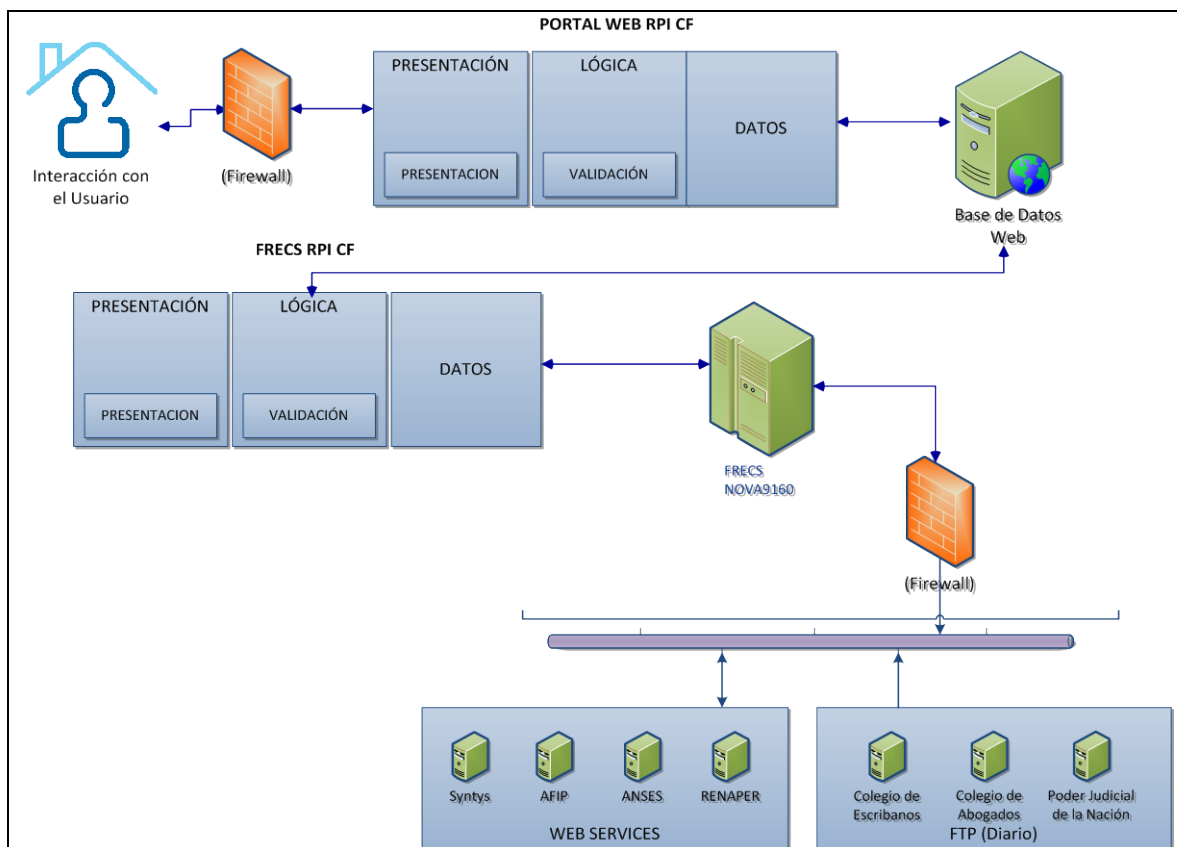 PORTAL WEB RPI CF
PRESENTACIÓN
LÓGICA
DATOS
PRESENTACION
VALIDACIÓN
Interacción con
el Usuario
(Firewall)
Base de Datos
Web
FRECS RPI CF
PRESENTACIÓN
LÓGICA
DATOS
PRESENTACION
VALIDACIÓN
FRECS
NOVA9160
(Firewall)
Syntys
AFIP
ANSES
RENAPER
WEB SERVICES
Colegio de
Escribanos
Colegio de
Abogados
Poder Judicial
de la Nación
FTP (Diario)